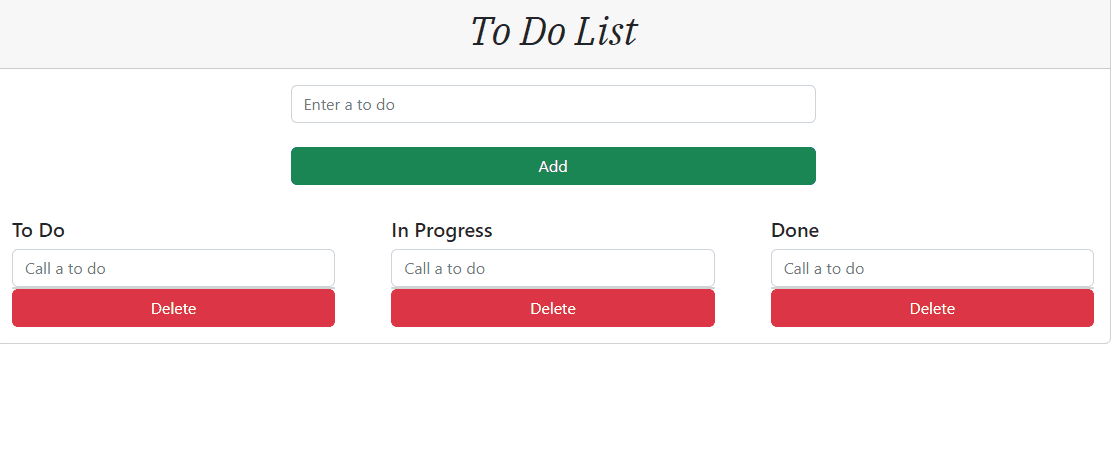 To Do List
Enter a to do
Add
To Do
In Progress
Done
Call a to do
Call a to do
Call a to do
Delete
Delete
Delete